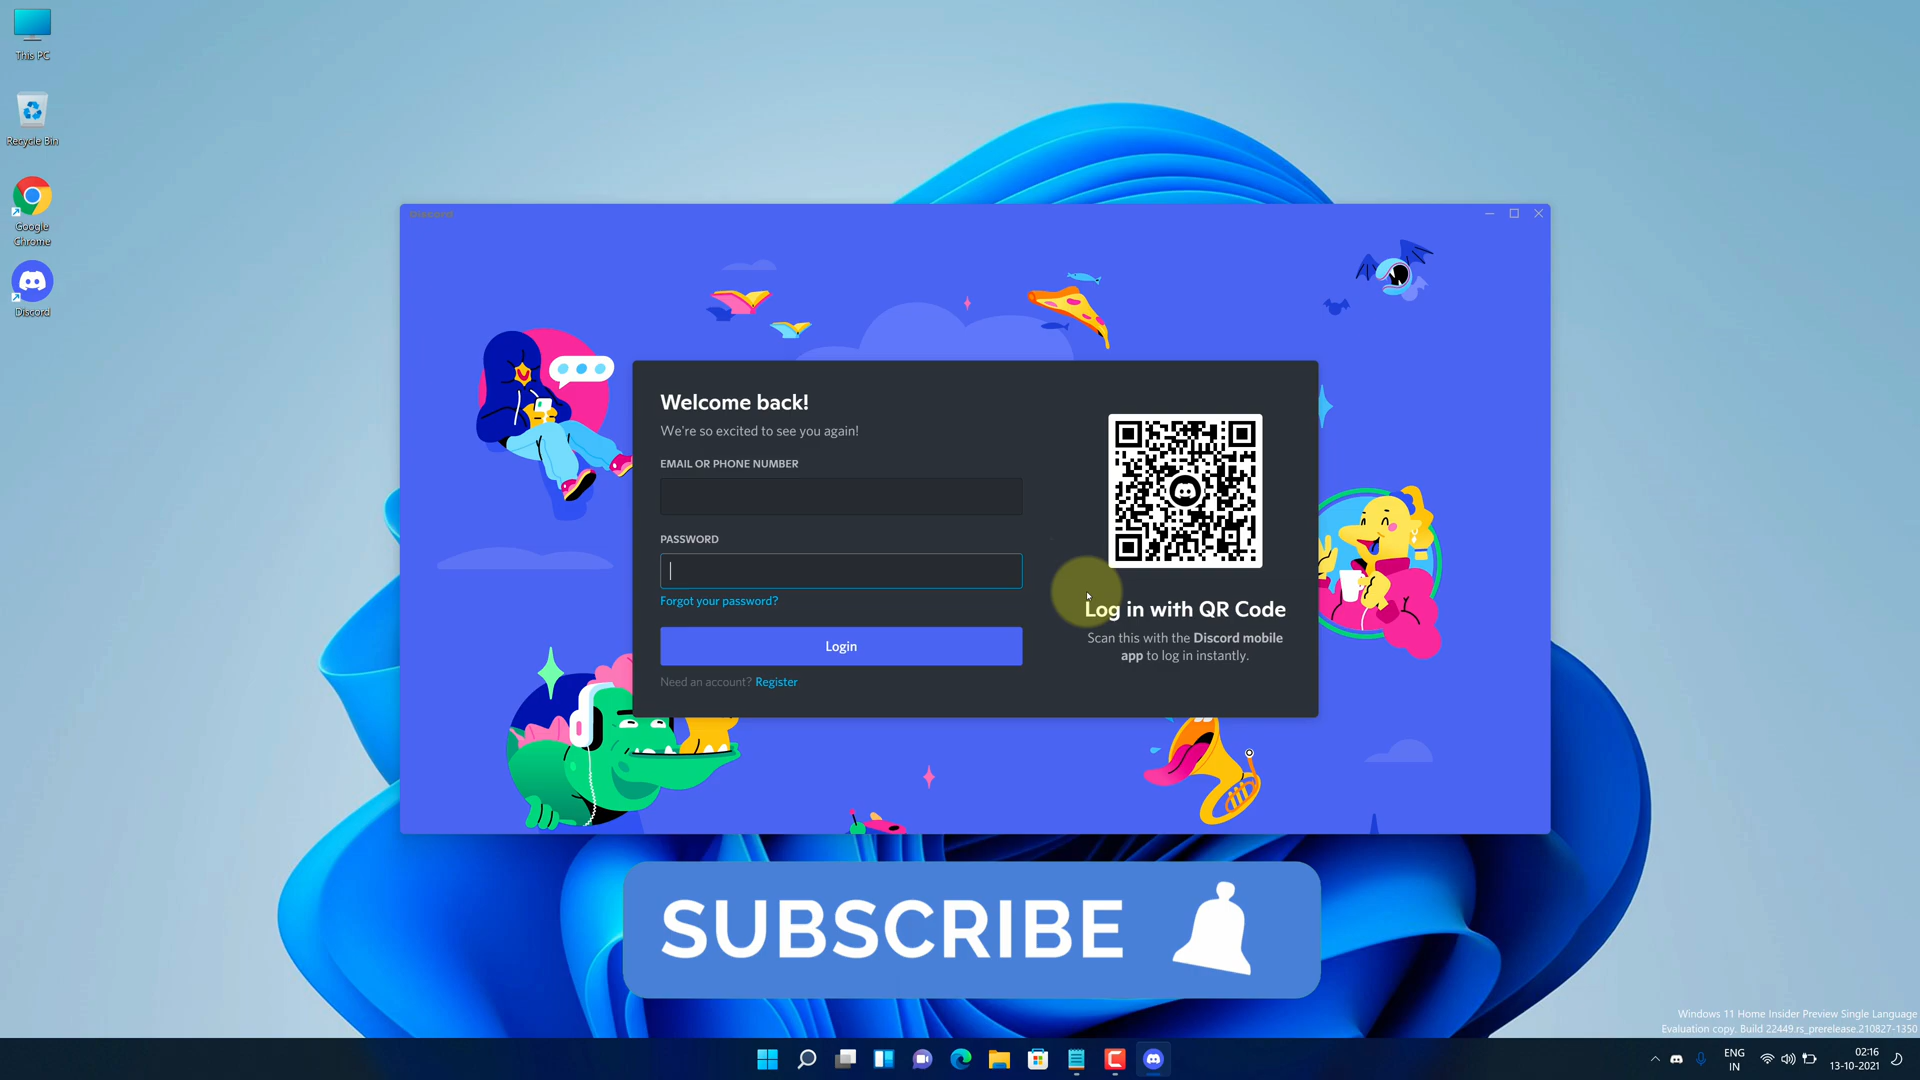 This PC
Recycle Bin
Google
Chrome
Discord
Discord
Welcome back!
We're so excited to see you again!
EMAIL OR PHONE NUMBER
PASSWORD
Forgot your password?
Login
Need an account? Register
Log in with QR Code
Scan this with the Discord mobile
app to log in instantly.
SUBSCRIBE
Windows 11 Home Insider Preview Single Language
Evaluation copy. Build 22449.rs_prerelease.210827-1350
ENG
IN
02:16
13-10-2021